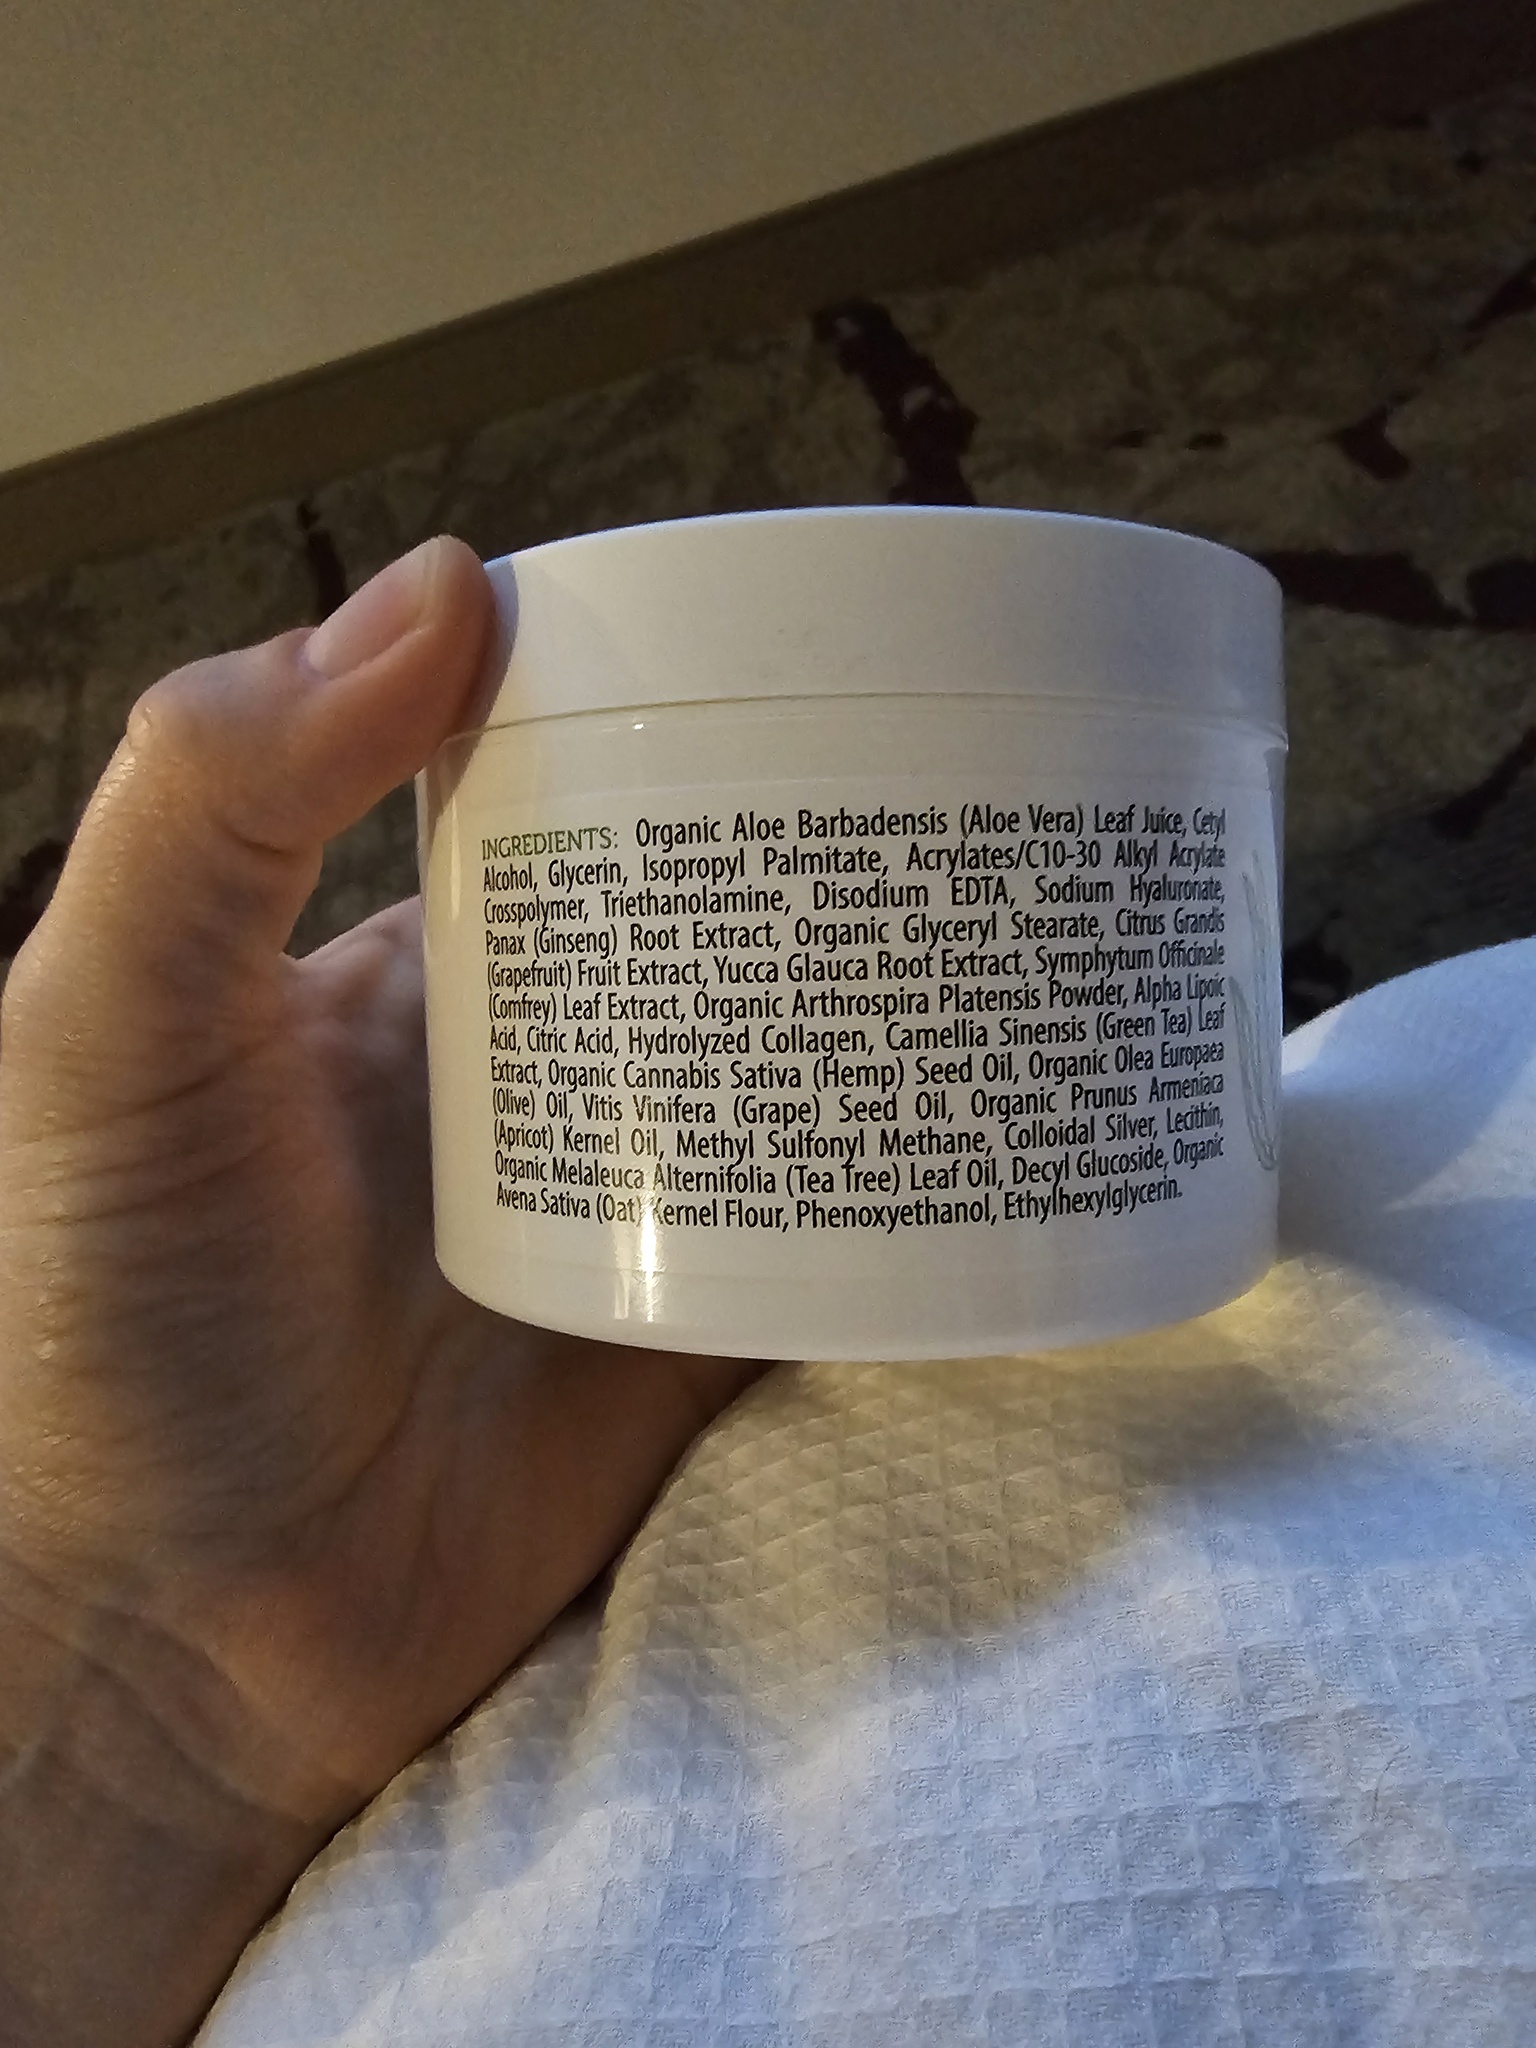 INGREDIENTS: Organic Aloe Barbadensis (Aloe Vera) Leaf Juice, Cetyl
Alcohol, Glycerin, Isopropyl Palmitate, Acrylates/C10-30 Alkyl Acrylate
Crosspolymer, Triethanolamine, Disodium EDTA, Sodium Hyaluronate,
Panax (Ginseng) Root Extract, Organic Glyceryl Stearate, Citrus Grandis
(Grapefruit) Fruit Extract, Yucca Glauca Root Extract, Symphytum Officinale
(Comfrey) Leaf Extract, Organic Arthrospira Platensis Powder, Alpha Lipoic
Acid, Citric Acid, Hydrolyzed Collagen, Camellia Sinensis (Green Tea) Leaf
Extract, Organic Cannabis Sativa (Hemp) Seed Oil, Organic Olea Europaea
(Olive) Oil, Vitis Vinifera (Grape) Seed Oil, Organic Prunus Armeniaca
(Apricot) Kernel Oil, Methyl Sulfonyl Methane, Colloidal Silver, Lecithin,
Organic Melaleuca Alternifolia (Tea Tree) Leaf Oil, Decyl Glucoside, Organic
Avena Sativa (Oat) Kernel Flour, Phenoxyethanol, Ethylhexylglycerin.